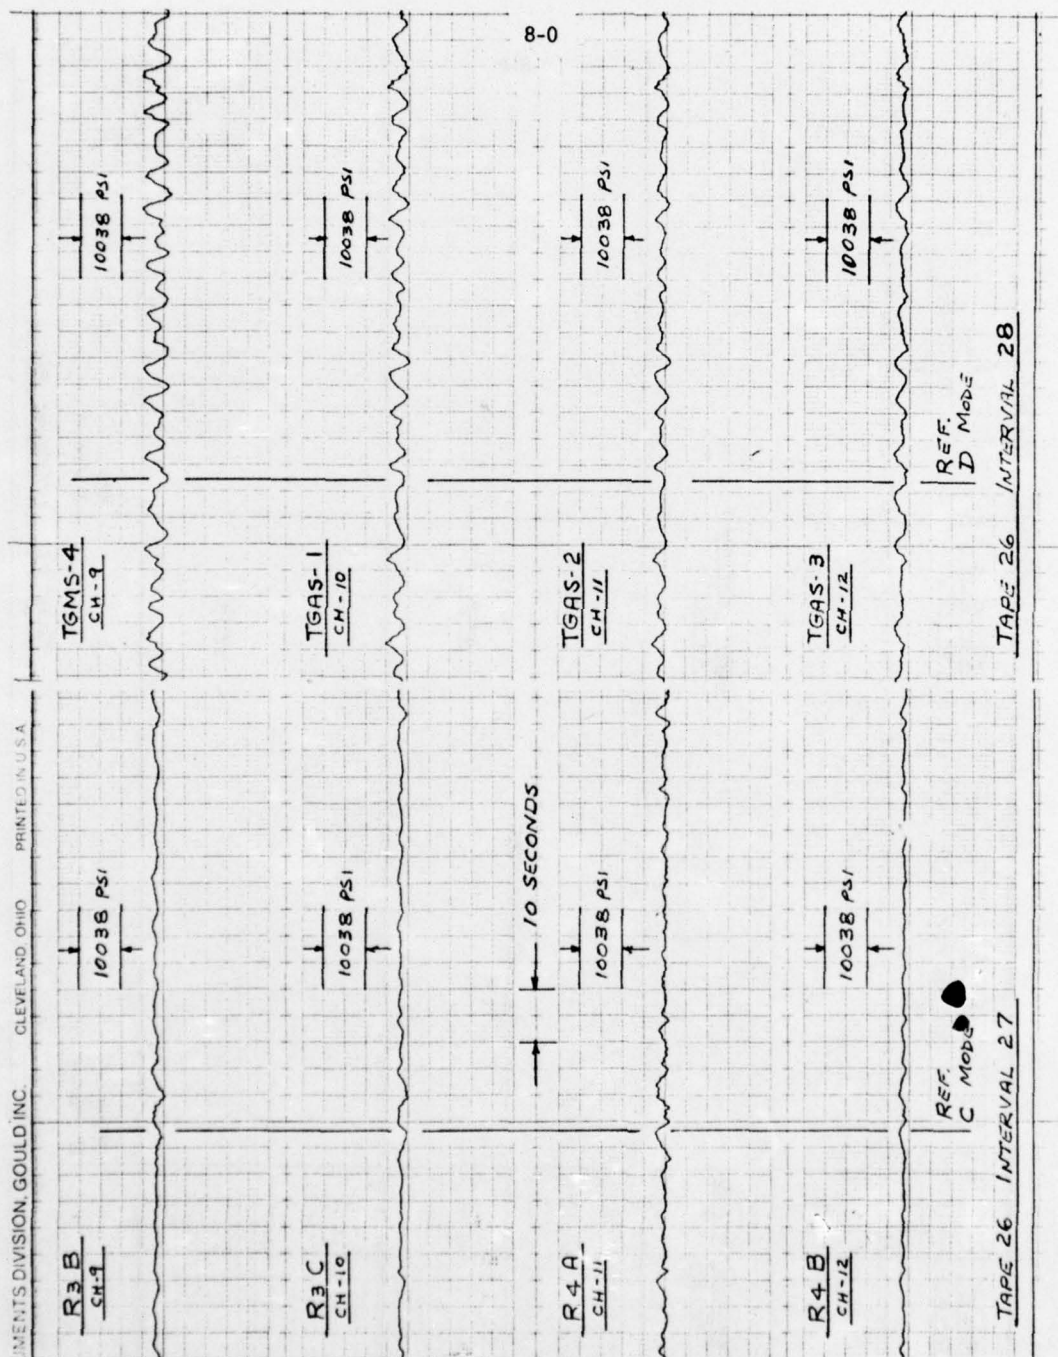 8-0
UMENTS DIVISION, GOULD INC. CLEVELAND, OHIO PRINTED IN U.S.A
R3 B
CH-9
10038 PSI
TGMS-4
CH-9
10038 PSI
R3 C
CH-10
10038 PSI
TGAS-1
CH-10
10038 PSI
10 SECONDS
R4 A
CH-11
10038 PSI
TGAS-2
CH-11
10038 PSI
R4 B
CH-12
10038 PSI
TGAS-3
CH-12
10038 PSI
REF.
C MODE
REF.
D MODE
TAPE 26 INTERVAL 27
TAPE 26 INTERVAL 28